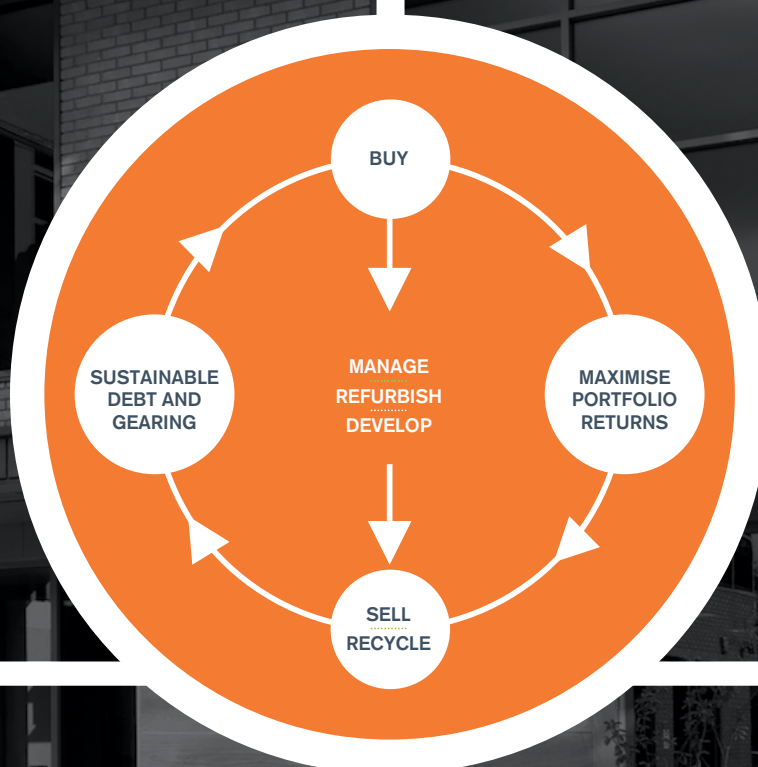 BUY
SUSTAINABLE
DEBT AND
GEARING
MANAGE
REFURBISH
DEVELOP
MAXIMISE
PORTFOLIO
RETURNS
SELL
RECYCLE